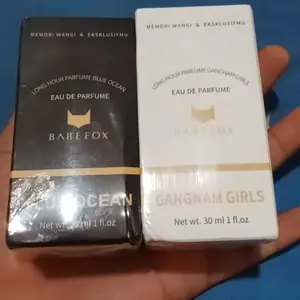 MEMORI WANGI & EKSKLUSIFMU
LONG HOUR PARFUME BLUE OCEAN
EAU DE PARFUME
BABEFOX
OCEAN
Net wt. ml 1 fl.oz
MEMORI WANGI & EKSKLUSIFMU
LONG HOUR PARFUME GANGNAM GIRLS
EAU DE PARFUME
BABEFOX
GANGNAM GIRLS
Net wt. 30 ml 1 fl.oz